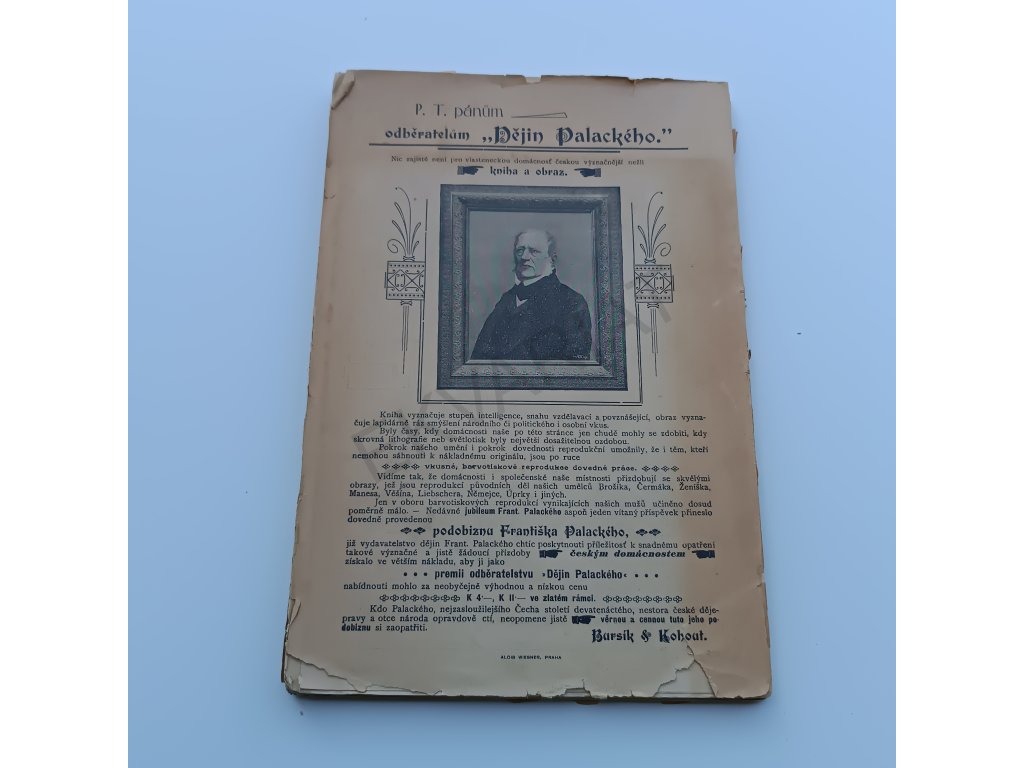 P. T. pánům
odběratelům „Dějin Palackého."
Nic zajisté není pro vlasteneckou domácnosť českou význačnější nežli
kniha a obraz.
Kniha vyznačuje stupeň intelligence, snahu vzdělávací a povznášející, obraz vyzna-
čuje lapidárně ráz smýšlení národního či politického i osobní vkus.
Byly časy, kdy domácnosti naše po této stránce jen chudě mohly se zdobiti, kdy
skrovná lithografie neb světlotisk byly největší dosažitelnou ozdobou.
Pokrok našeho umění i pokrok dovednosti reprodukční umožnily, že i těm, kteří
nemohou sáhnouti k nákladnému originálu, jsou po ruce
vkusné, barvotiskové reprodukce dovedné práce.
Vidíme tak, že domácnosti i společenské naše místnosti přizdobují se skvělými
obrazy, jež jsou reprodukcí původních děl našich umělců Brožíka, Čermáka, Ženíška,
Manesa, Věšína, Liebschera, Němejce, Úprky i jiných.
Jen v oboru barvotiskových reprodukcí vynikajících našich mužů učiněno dosud
poměrně málo. — Nedávné jubileum Frant. Palackého aspoň jeden vítaný příspěvek přineslo
dovedně provedenou
podobiznu Františka Palackého,
již vydavatelstvo dějin Frant. Palackého chtíc poskytnouti příležitosť k snadnému opatření
takové význačné a jistě žádoucí přízdoby českým domácnostem
získalo ve větším nákladu, aby ji jako
premii odběratelstvu »Dějin Palackého«
nabídnouti mohlo za neobyčejně výhodnou a nízkou cenu
K 4·—, K 11·— ve zlatém rámci.
Kdo Palackého, nejzasloužilejšího Čecha století devatenáctého, nestora české děje-
pravy a otce národa opravdově ctí, neopomene jistě věrnou a cennou tuto jeho po-
dobiznu si zaopatřiti.
Bursík & Kohout.
ALOIS WIESNER, PRAHA